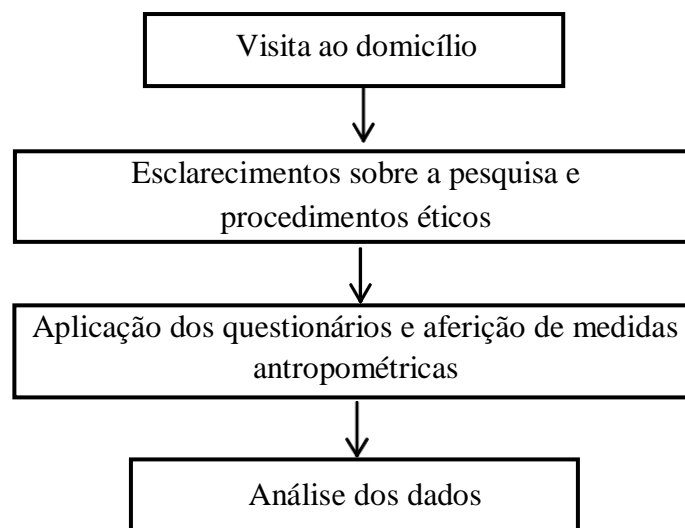 Visita ao domicílio
Esclarecimentos sobre a pesquisa e
procedimentos éticos
Aplicação dos questionários e aferição de medidas
antropométricas
Análise dos dados